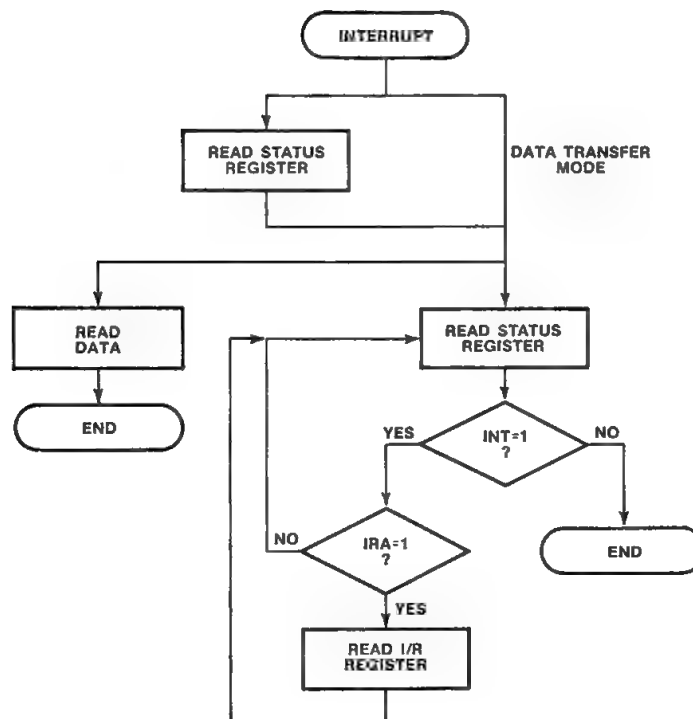 INTERRUPT
READ STATUS
REGISTER
DATA TRANSFER
MODE
READ
DATA
READ STATUS
REGISTER
END
YES
INT=1
?
NO
NO
IRA=1
?
END
YES
READ I/R
REGISTER